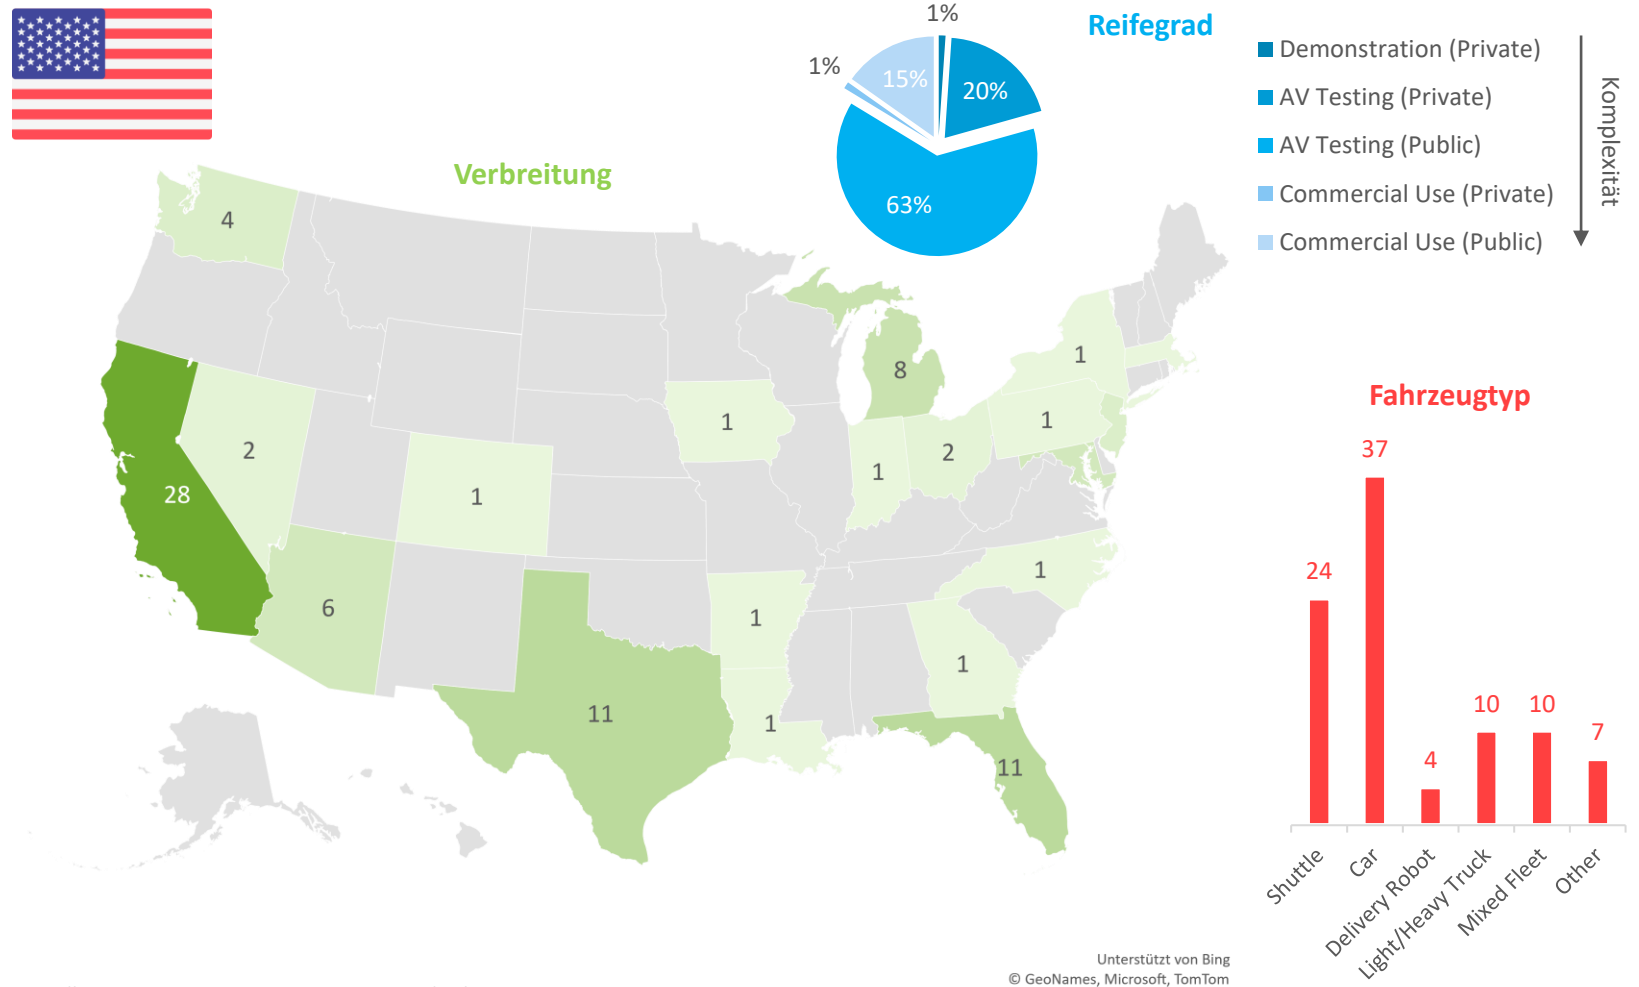 Reifegrad
1%
1%
15%
20%
63%
Demonstration (Private)
AV Testing (Private)
AV Testing (Public)
Commercial Use (Private)
Commercial Use (Public)
Komplexität
Verbreitung
4
28
2
6
1
11
1
1
1
8
1
2
1
1
1
1
11
Fahrzeugtyp
24
37
4
10
10
7
Shuttle
Car
Delivery Robot
Light/Heavy Truck
Mixed Fleet
Other
Unterstützt von Bing
© GeoNames, Microsoft, TomTom